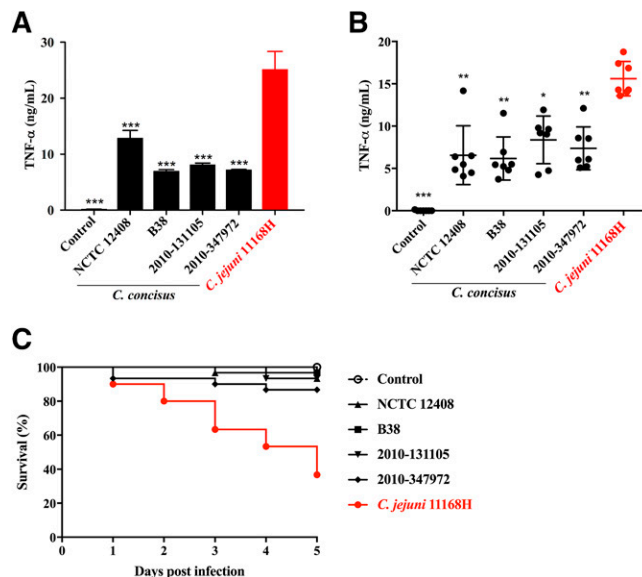 A
TNF-α (ng/mL)
30
20
10
0
***
***
***
***
***
Control
NCTC 12408
B38
2010-131105
2010-347972
C. jejuni 11168H
C. concisus
B
TNF-α (ng/mL)
20
15
10
5
0
***
**
**
*
**
Control
NCTC 12408
B38
2010-131105
2010-347972
C. jejuni 11168H
C. concisus
C
Survival (%)
100
80
60
40
20
0
0 1 2 3 4 5
Days post infection
Control
NCTC 12408
B38
2010-131105
2010-347972
C. jejuni 11168H